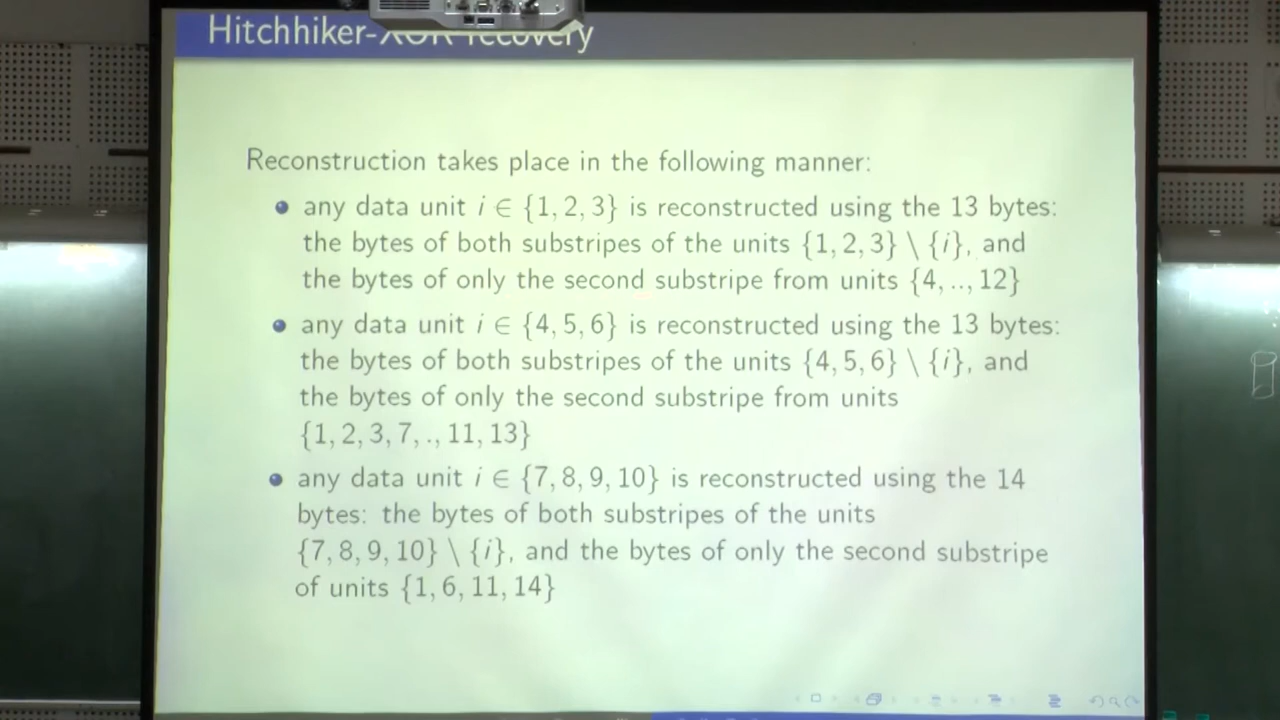 Hitchhiker-XOR recovery
Reconstruction takes place in the following manner:
any data unit i ∈ {1, 2, 3} is reconstructed using the 13 bytes:
the bytes of both substripes of the units {1, 2, 3} \ {i}, and
the bytes of only the second substripe from units {4, .., 12}
any data unit i ∈ {4, 5, 6} is reconstructed using the 13 bytes:
the bytes of both substripes of the units {4, 5, 6} \ {i}, and
the bytes of only the second substripe from units
{1, 2, 3, 7, ., 11, 13}
any data unit i ∈ {7, 8, 9, 10} is reconstructed using the 14
bytes: the bytes of both substripes of the units
{7, 8, 9, 10} \ {i}, and the bytes of only the second substripe
of units {1, 6, 11, 14}